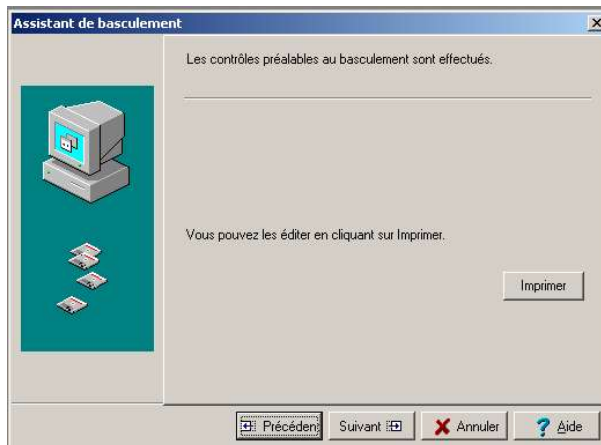 Assistant de basculement
Les contrôles préalables au basculement sont effectués.
Vous pouvez les éditer en cliquant sur Imprimer.
Imprimer
Précéden
Suivant
Annuler
Aide